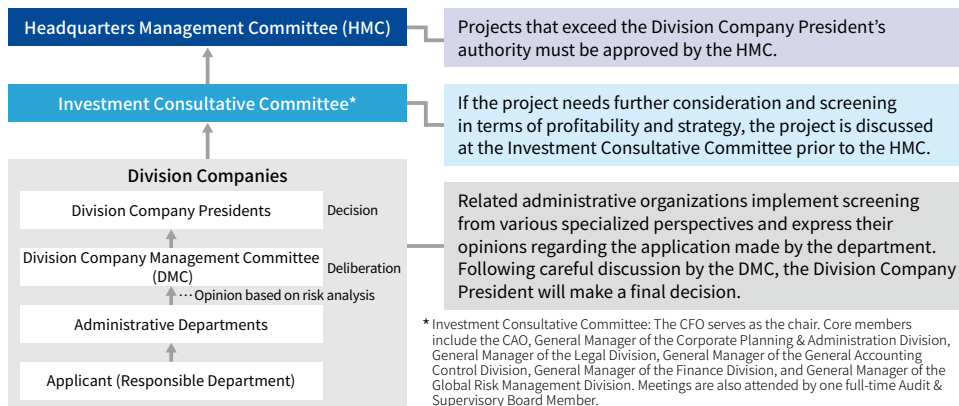 Headquarters Management Committee (HMC)
Projects that exceed the Division Company President’s
authority must be approved by the HMC.
Investment Consultative Committee*
If the project needs further consideration and screening
in terms of profitability and strategy, the project is discussed
at the Investment Consultative Committee prior to the HMC.
Division Companies
Division Company Presidents
Decision
Division Company Management Committee
(DMC)
Deliberation
…Opinion based on risk analysis
Administrative Departments
Applicant (Responsible Department)
Related administrative organizations implement screening
from various specialized perspectives and express their
opinions regarding the application made by the department.
Following careful discussion by the DMC, the Division Company
President will make a final decision.
* Investment Consultative Committee: The CFO serves as the chair. Core members
include the CAO, General Manager of the Corporate Planning & Administration Division,
General Manager of the Legal Division, General Manager of the General Accounting
Control Division, General Manager of the Finance Division, and General Manager of the
Global Risk Management Division. Meetings are also attended by one full-time Audit &
Supervisory Board Member.